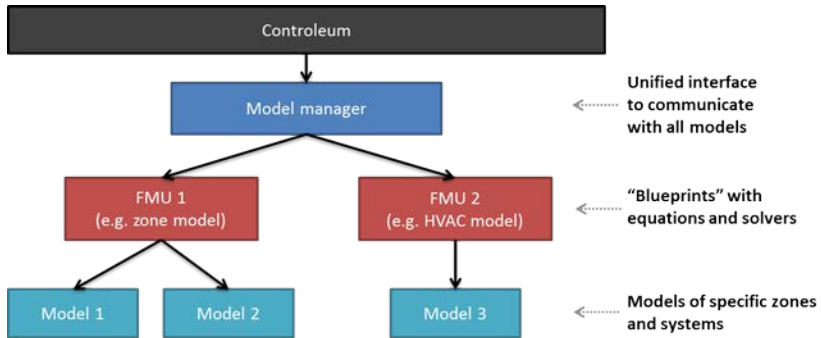 Controleum
Model manager
Unified interface
to communicate
with all models
FMU 1
(e.g. zone model)
FMU 2
(e.g. HVAC model)
“Blueprints” with
equations and solvers
Model 1
Model 2
Model 3
Models of specific zones
and systems